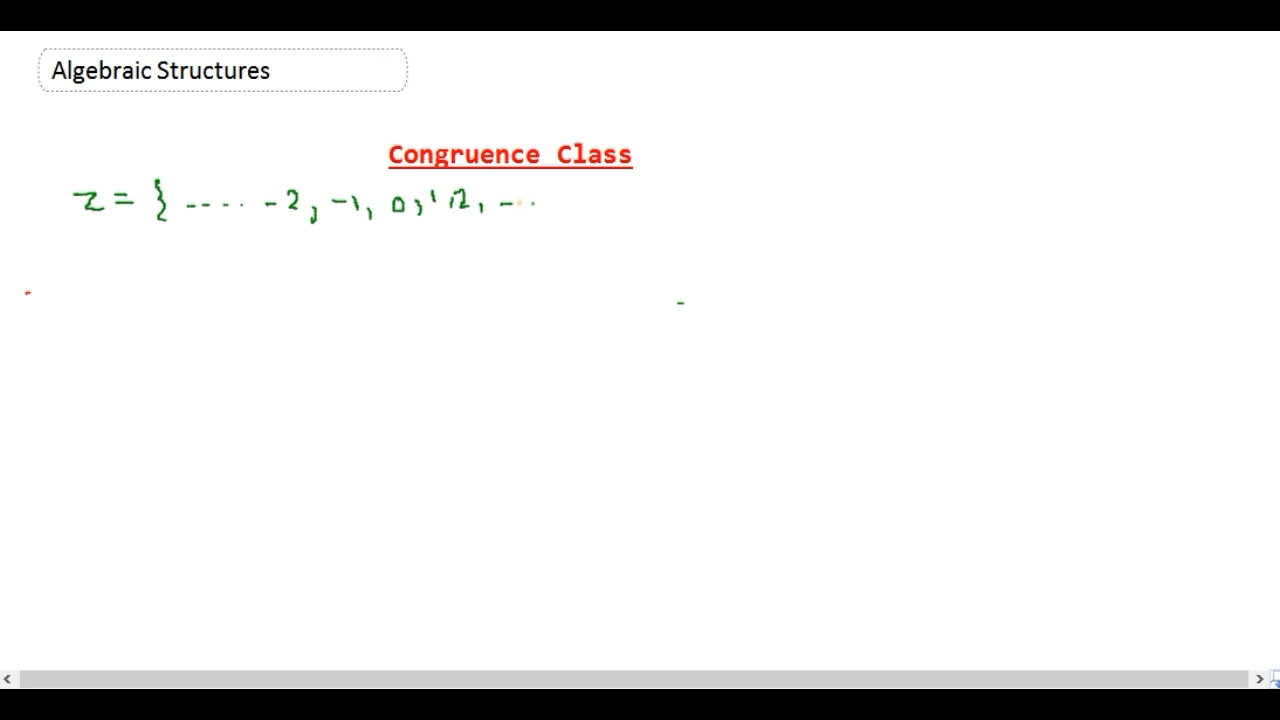 Algebraic Structures
Congruence Class
Z = { ---- -2, -1, 0, 1, 2, ---